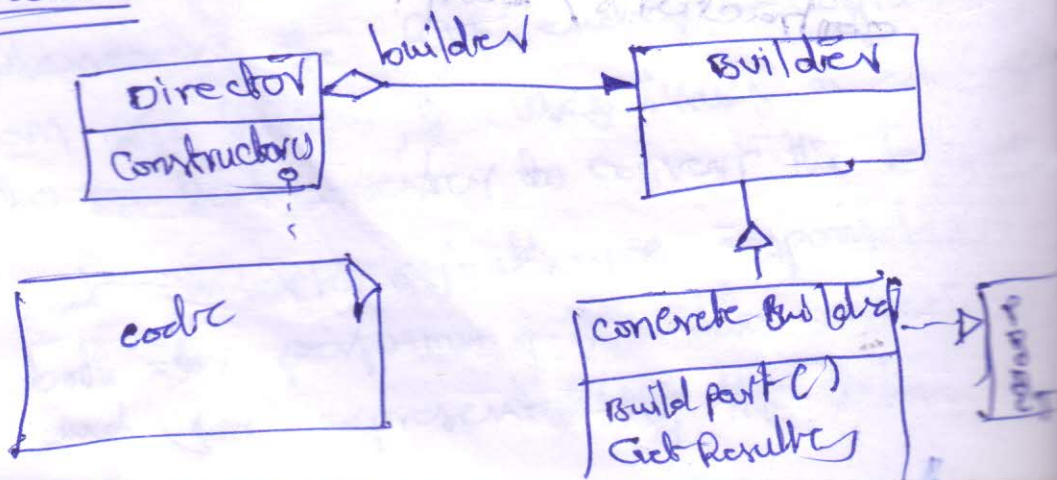 builder
Director
Builder
Constructor()
code
Concrete Builder
Build part ()
Get Result()